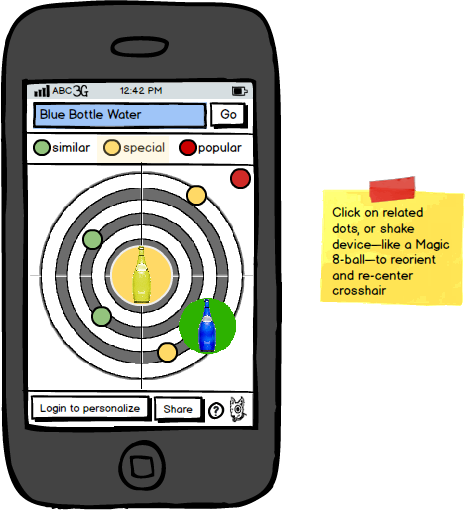 ABC 3G 12:42 PM
Blue Bottle Water Go
similar special popular
Click on related
dots, or shake
device—like a Magic
8-ball—to reorient
and re-center
crosshair
Login to personalize Share ?